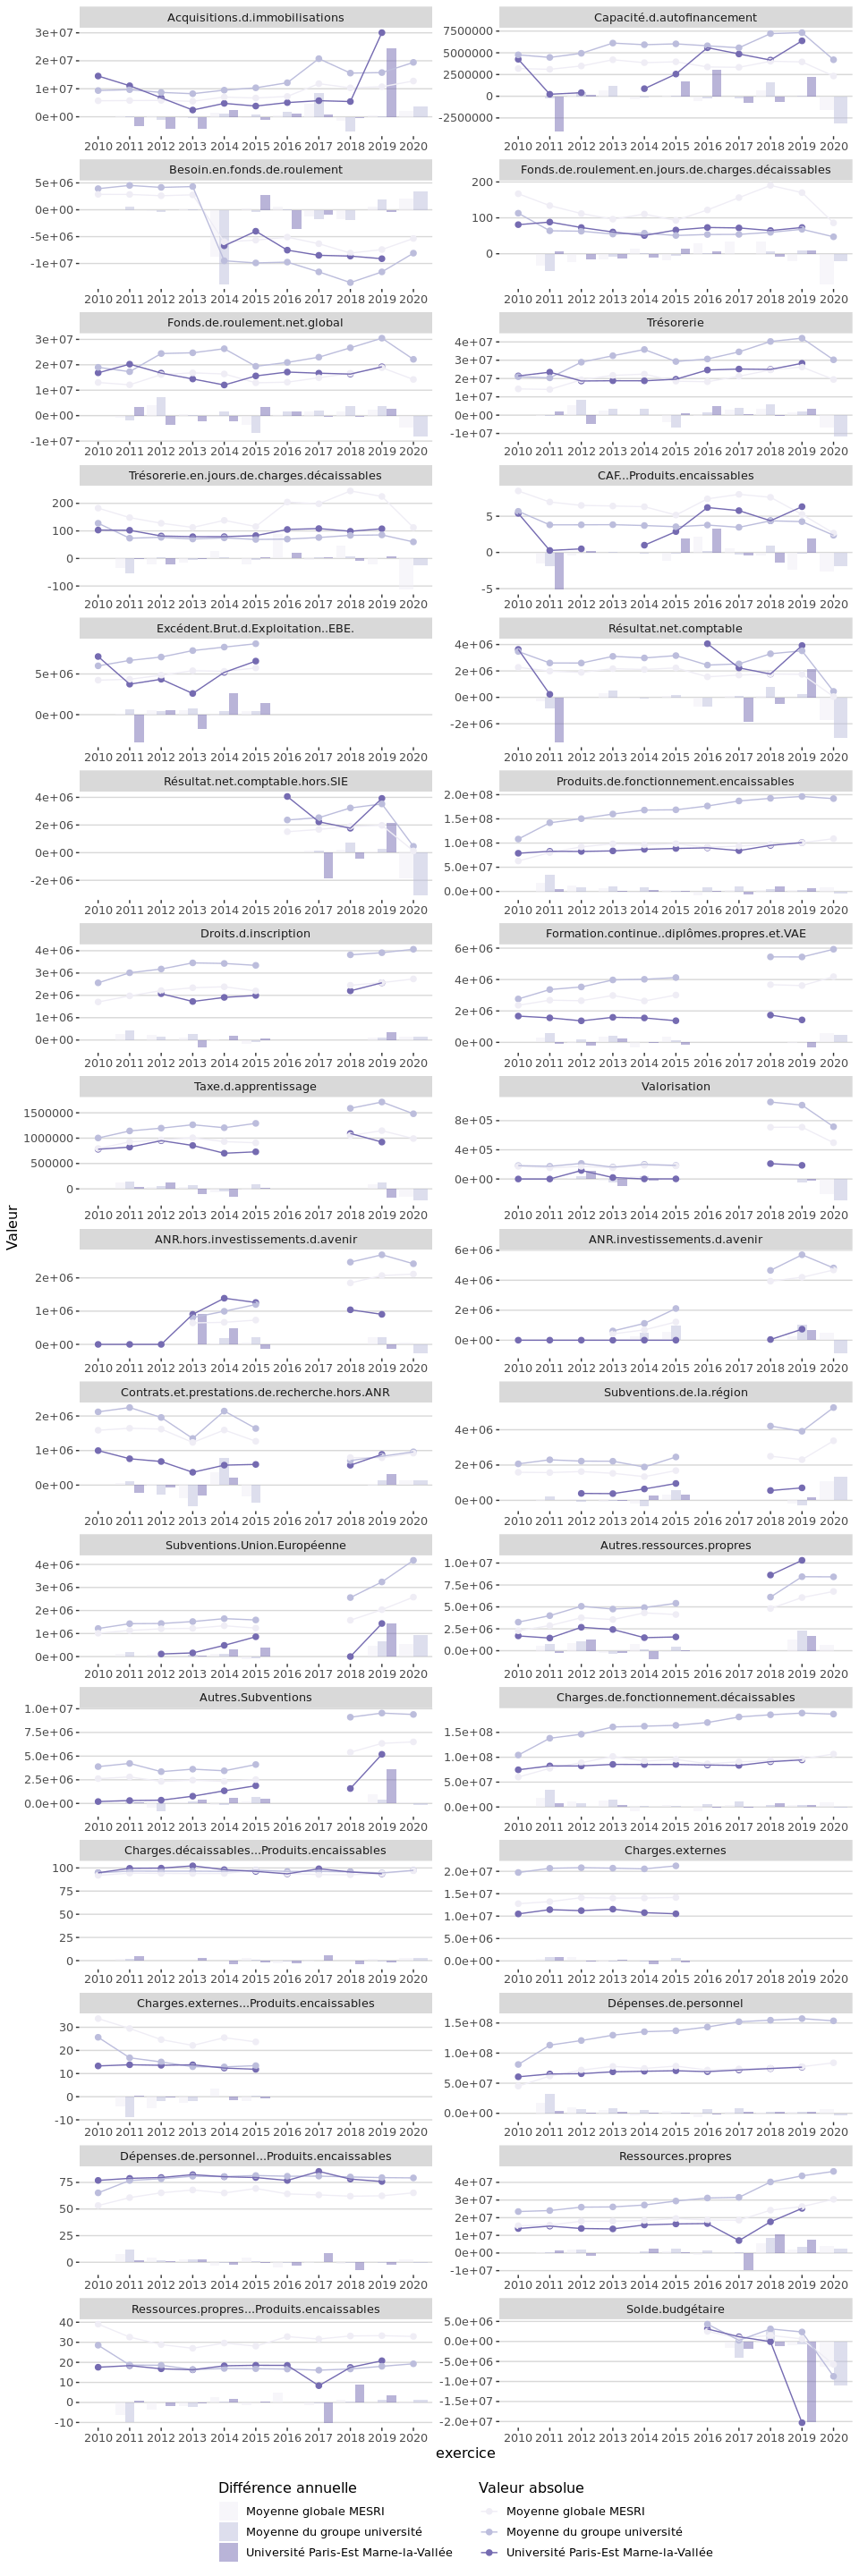 Acquisitions.d.immobilisations
Capacité.d.autofinancement
3e+07
2e+07
1e+07
0e+00
7500000
5000000
2500000
0
-2500000
2010 2011 2012 2013 2014 2015 2016 2017 2018 2019 2020
2010 2011 2012 2013 2014 2015 2016 2017 2018 2019 2020
Besoin.en.fonds.de.roulement
Fonds.de.roulement.en.jours.de.charges.décaissables
5e+06
0e+00
-5e+06
-1e+07
200
100
0
2010 2011 2012 2013 2014 2015 2016 2017 2018 2019 2020
2010 2011 2012 2013 2014 2015 2016 2017 2018 2019 2020
Fonds.de.roulement.net.global
Trésorerie
3e+07
2e+07
1e+07
0e+00
-1e+07
4e+07
3e+07
2e+07
1e+07
0e+00
-1e+07
2010 2011 2012 2013 2014 2015 2016 2017 2018 2019 2020
2010 2011 2012 2013 2014 2015 2016 2017 2018 2019 2020
Trésorerie.en.jours.de.charges.décaissables
CAF...Produits.encaissables
200
100
0
-100
5
0
-5
2010 2011 2012 2013 2014 2015 2016 2017 2018 2019 2020
2010 2011 2012 2013 2014 2015 2016 2017 2018 2019 2020
Excédent.Brut.d.Exploitation..EBE.
Résultat.net.comptable
5e+06
0e+00
4e+06
2e+06
0e+00
-2e+06
2010 2011 2012 2013 2014 2015 2016 2017 2018 2019 2020
2010 2011 2012 2013 2014 2015 2016 2017 2018 2019 2020
Résultat.net.comptable.hors.SIE
Produits.de.fonctionnement.encaissables
4e+06
2e+06
0e+00
-2e+06
2.0e+08
1.5e+08
1.0e+08
5.0e+07
0.0e+00
2010 2011 2012 2013 2014 2015 2016 2017 2018 2019 2020
2010 2011 2012 2013 2014 2015 2016 2017 2018 2019 2020
Droits.d.inscription
Formation.continue..diplômes.propres.et.VAE
4e+06
3e+06
2e+06
1e+06
0e+00
6e+06
4e+06
2e+06
0e+00
2010 2011 2012 2013 2014 2015 2016 2017 2018 2019 2020
2010 2011 2012 2013 2014 2015 2016 2017 2018 2019 2020
Taxe.d.apprentissage
Valorisation
1500000
1000000
500000
0
8e+05
4e+05
0e+00
2010 2011 2012 2013 2014 2015 2016 2017 2018 2019 2020
2010 2011 2012 2013 2014 2015 2016 2017 2018 2019 2020
Valeur
ANR.hors.investissements.d.avenir
ANR.investissements.d.avenir
2e+06
1e+06
0e+00
6e+06
4e+06
2e+06
0e+00
2010 2011 2012 2013 2014 2015 2016 2017 2018 2019 2020
2010 2011 2012 2013 2014 2015 2016 2017 2018 2019 2020
Contrats.et.prestations.de.recherche.hors.ANR
Subventions.de.la.région
2e+06
1e+06
0e+00
4e+06
2e+06
0e+00
2010 2011 2012 2013 2014 2015 2016 2017 2018 2019 2020
2010 2011 2012 2013 2014 2015 2016 2017 2018 2019 2020
Subventions.Union.Européenne
Autres.ressources.propres
4e+06
3e+06
2e+06
1e+06
0e+00
1.0e+07
7.5e+06
5.0e+06
2.5e+06
0.0e+00
2010 2011 2012 2013 2014 2015 2016 2017 2018 2019 2020
2010 2011 2012 2013 2014 2015 2016 2017 2018 2019 2020
Autres.Subventions
Charges.de.fonctionnement.décaissables
1.0e+07
7.5e+06
5.0e+06
2.5e+06
0.0e+00
1.5e+08
1.0e+08
5.0e+07
0.0e+00
2010 2011 2012 2013 2014 2015 2016 2017 2018 2019 2020
2010 2011 2012 2013 2014 2015 2016 2017 2018 2019 2020
Charges.décaissables...Produits.encaissables
Charges.externes
100
75
50
25
0
2.0e+07
1.5e+07
1.0e+07
5.0e+06
0.0e+00
2010 2011 2012 2013 2014 2015 2016 2017 2018 2019 2020
2010 2011 2012 2013 2014 2015 2016 2017 2018 2019 2020
Charges.externes...Produits.encaissables
Dépenses.de.personnel
30
20
10
0
-10
1.5e+08
1.0e+08
5.0e+07
0.0e+00
2010 2011 2012 2013 2014 2015 2016 2017 2018 2019 2020
2010 2011 2012 2013 2014 2015 2016 2017 2018 2019 2020
Dépenses.de.personnel...Produits.encaissables
Ressources.propres
75
50
25
0
4e+07
3e+07
2e+07
1e+07
0e+00
-1e+07
2010 2011 2012 2013 2014 2015 2016 2017 2018 2019 2020
2010 2011 2012 2013 2014 2015 2016 2017 2018 2019 2020
Ressources.propres...Produits.encaissables
Solde.budgétaire
40
30
20
10
0
-10
5.0e+06
0.0e+00
-5.0e+06
-1.0e+07
-1.5e+07
-2.0e+07
2010 2011 2012 2013 2014 2015 2016 2017 2018 2019 2020
2010 2011 2012 2013 2014 2015 2016 2017 2018 2019 2020
exercice
Différence annuelle
Moyenne globale MESRI
Moyenne du groupe université
Université Paris-Est Marne-la-Vallée
Valeur absolue
Moyenne globale MESRI
Moyenne du groupe université
Université Paris-Est Marne-la-Vallée